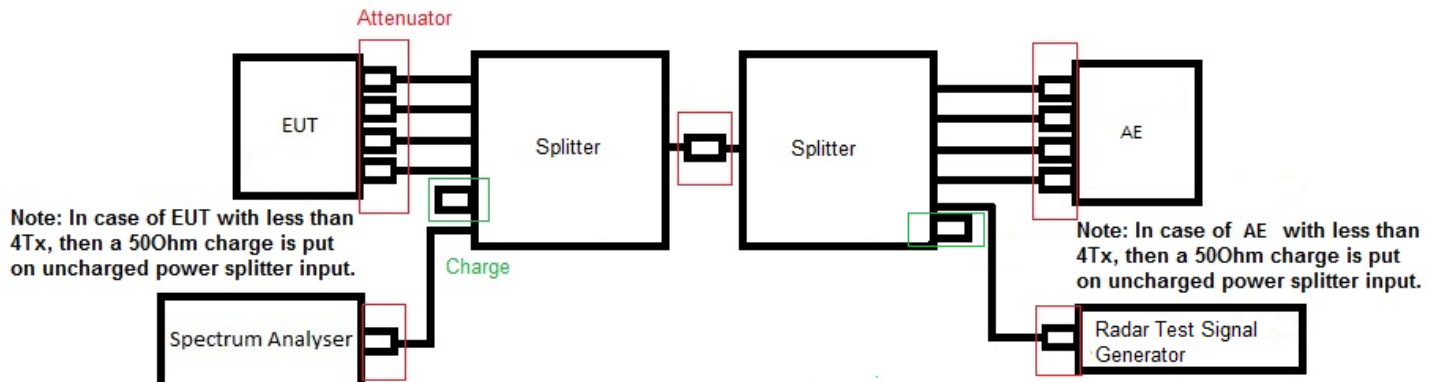 Attenuator
EUT
Splitter
Splitter
AE
Note: In case of EUT with less than
4Tx, then a 50Ohm charge is put
on uncharged power splitter input.
Charge
Note: In case of AE with less than
4Tx, then a 50Ohm charge is put
on uncharged power splitter input.
Spectrum Analyser
Radar Test Signal
Generator